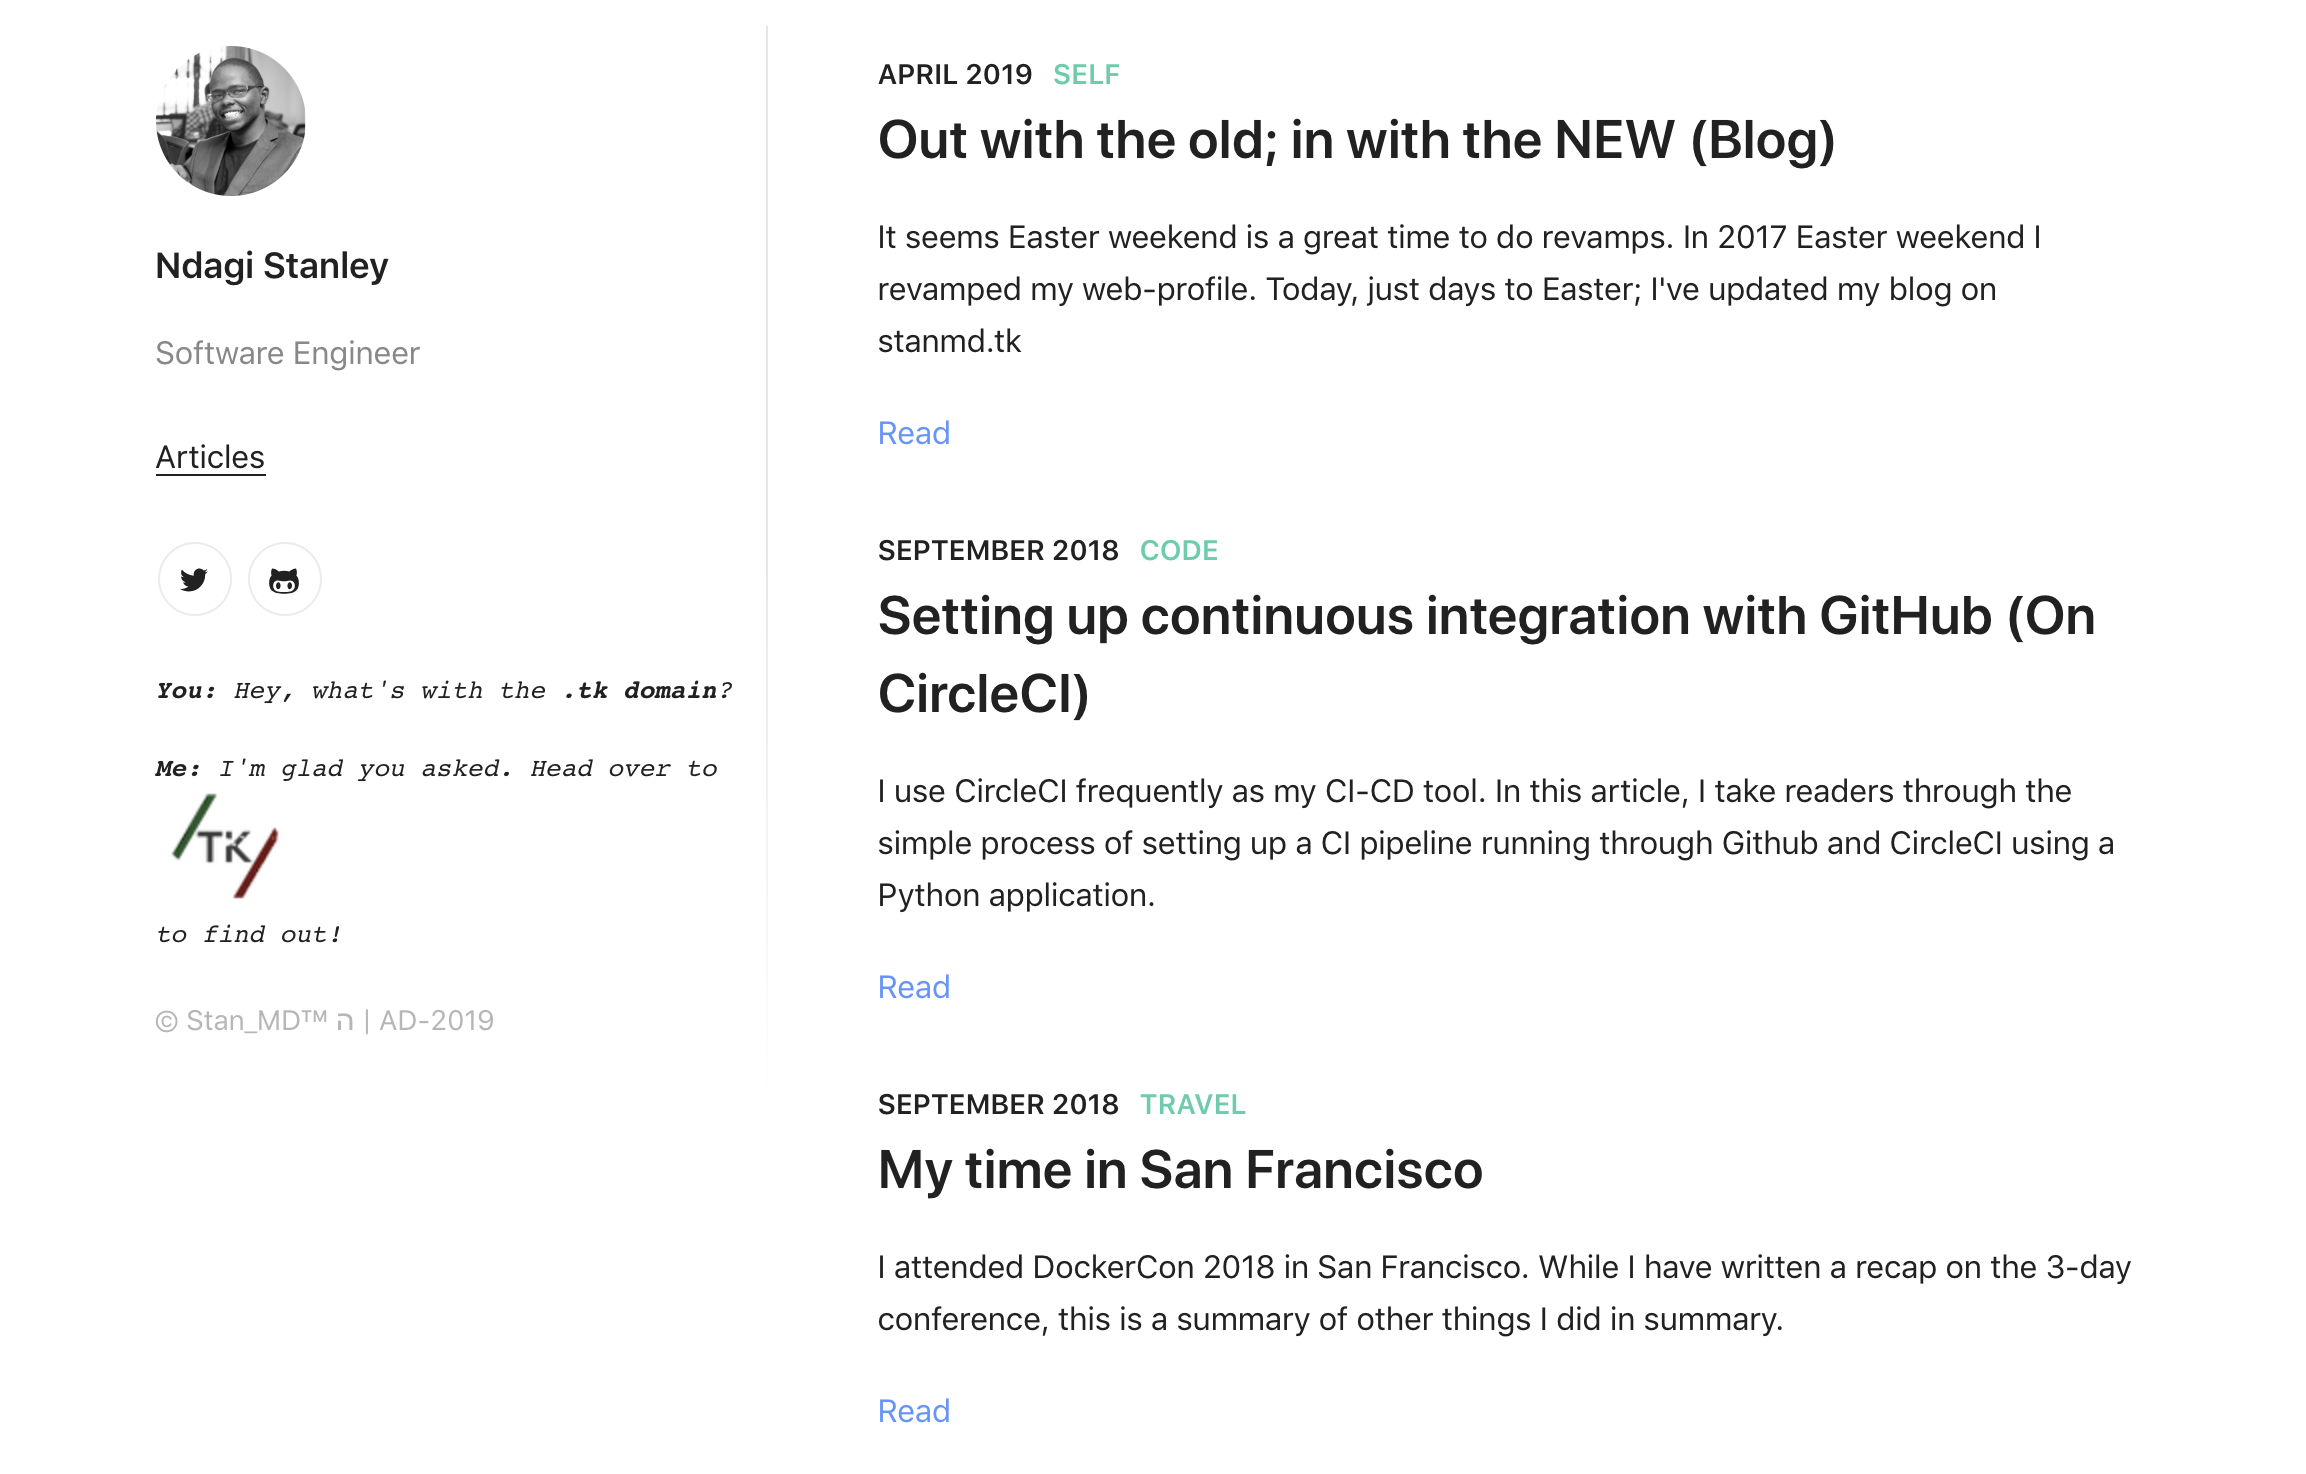 Ndagi Stanley
Software Engineer
Articles
You: Hey, what's with the .tk domain?
Me: I'm glad you asked. Head over to
TK
to find out!
© Stan_MD™ ה | AD-2019
APRIL 2019 SELF
Out with the old; in with the NEW (Blog)
It seems Easter weekend is a great time to do revamps. In 2017 Easter weekend I
revamped my web-profile. Today, just days to Easter; I've updated my blog on
stanmd.tk
Read
SEPTEMBER 2018 CODE
Setting up continuous integration with GitHub (On
CircleCI)
I use CircleCI frequently as my CI-CD tool. In this article, I take readers through the
simple process of setting up a CI pipeline running through Github and CircleCI using a
Python application.
Read
SEPTEMBER 2018 TRAVEL
My time in San Francisco
I attended DockerCon 2018 in San Francisco. While I have written a recap on the 3-day
conference, this is a summary of other things I did in summary.
Read